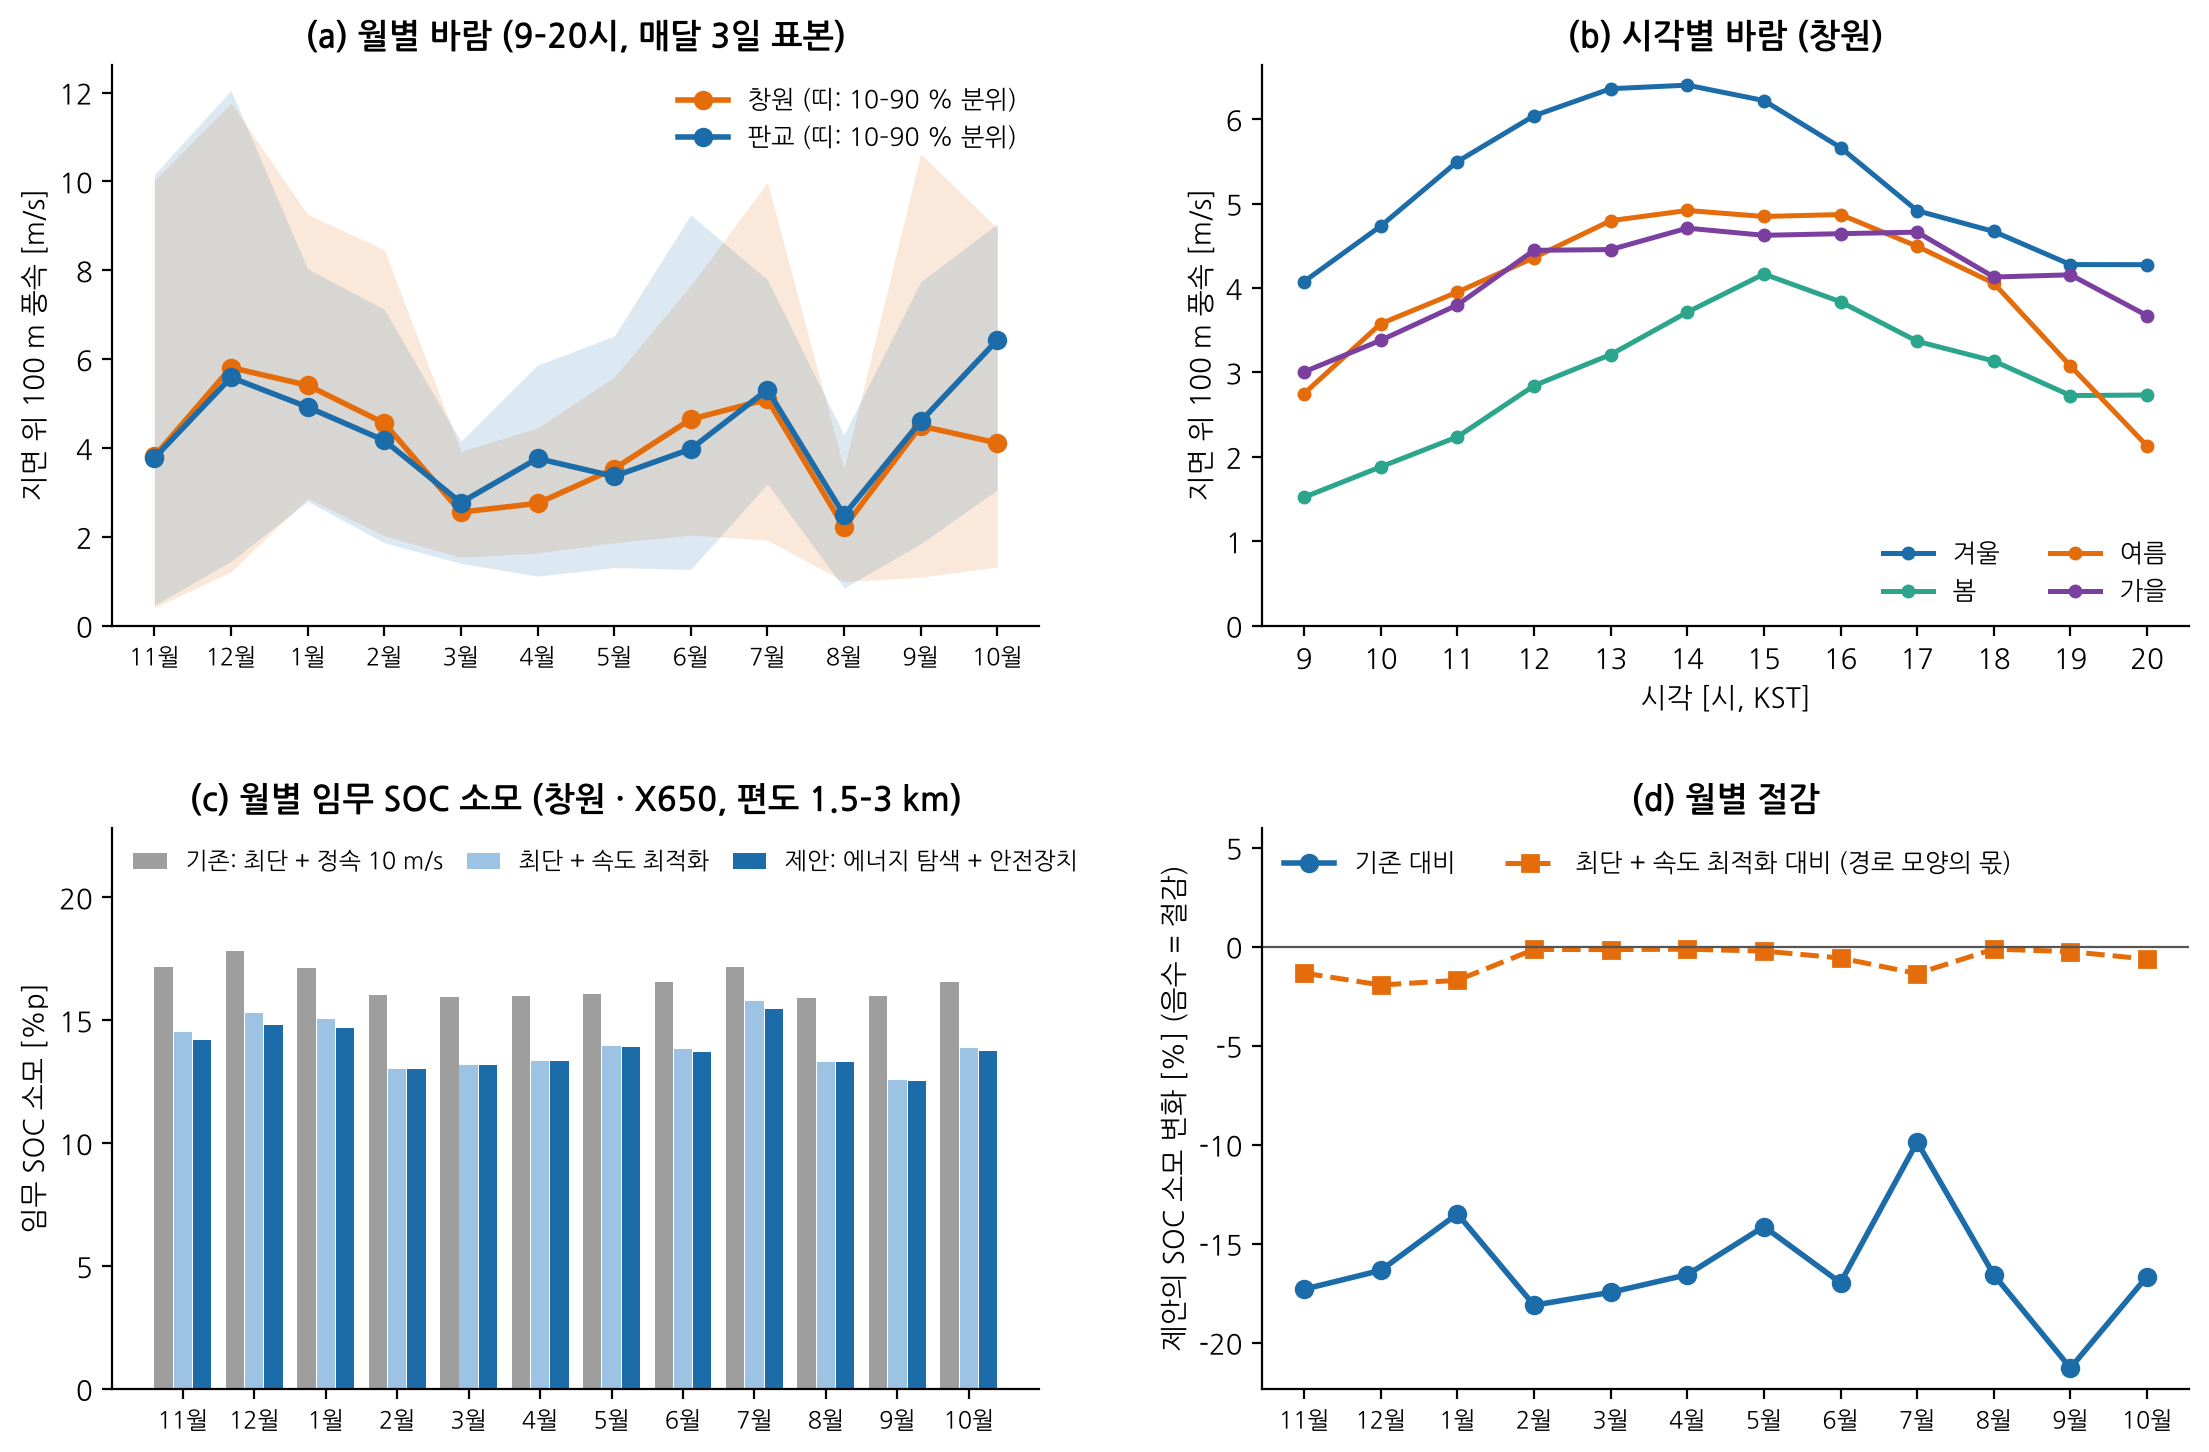 (a) 월별 바람 (9-20시, 매달 3일 표본)
지면 위 100 m 풍속 [m/s]
12
10
8
6
4
2
0
창원 (띠: 10-90 % 분위)
판교 (띠: 10-90 % 분위)
11월 12월 1월 2월 3월 4월 5월 6월 7월 8월 9월 10월
(b) 시각별 바람 (창원)
지면 위 100 m 풍속 [m/s]
6
5
4
3
2
1
0
겨울 여름
봄 가을
9 10 11 12 13 14 15 16 17 18 19 20
시각 [시, KST]
(c) 월별 임무 SOC 소모 (창원 · X650, 편도 1.5-3 km)
임무 SOC 소모 [%p]
기존: 최단 + 정속 10 m/s 최단 + 속도 최적화 제안: 에너지 탐색 + 안전장치
20
15
10
5
0
11월 12월 1월 2월 3월 4월 5월 6월 7월 8월 9월 10월
(d) 월별 절감
제안의 SOC 소모 변화 [%] (음수 = 절감)
기존 대비 최단 + 속도 최적화 대비 (경로 모양의 몫)
5
0
-5
-10
-15
-20
11월 12월 1월 2월 3월 4월 5월 6월 7월 8월 9월 10월